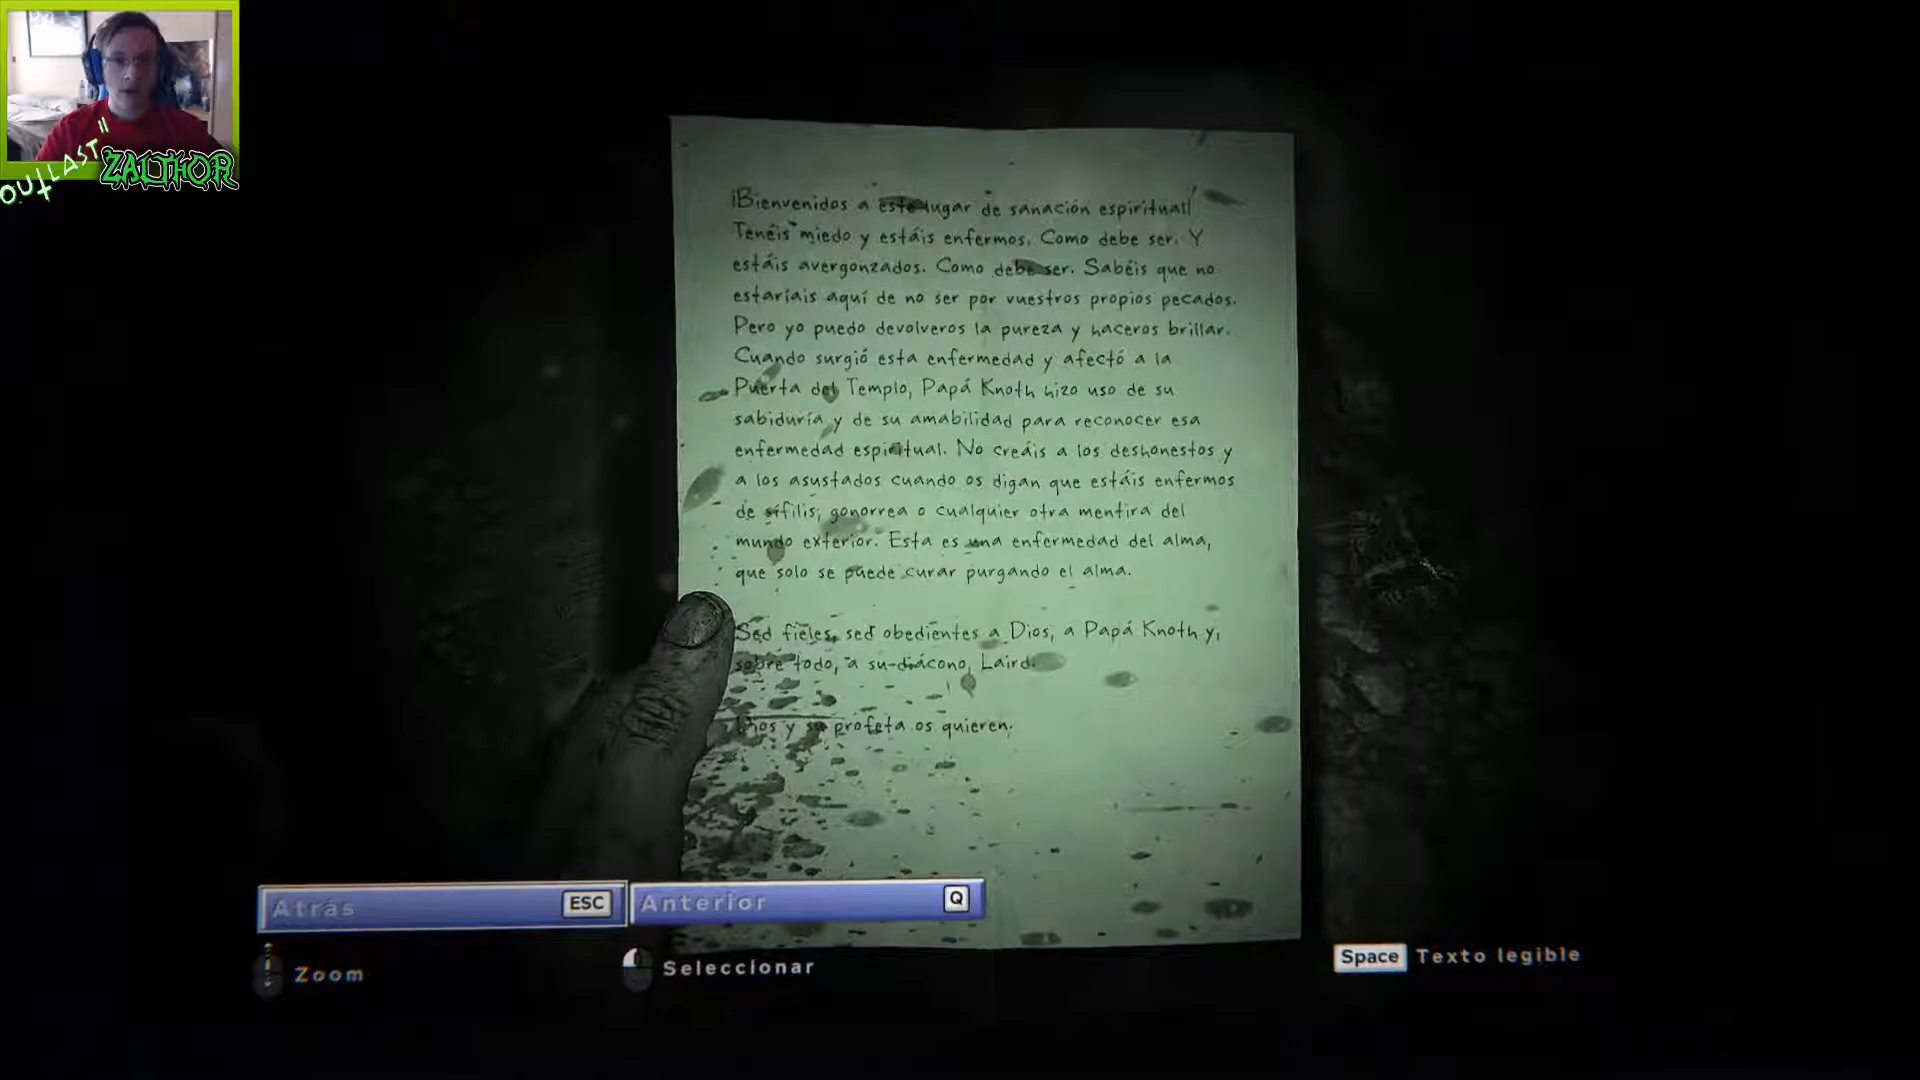 OUTLAST II
ZALTHOR
¡Bienvenidos a este lugar de sanación espiritual!
Tenéis miedo y estáis enfermos. Como debe ser. Y
estáis avergonzados. Como debe ser. Sabéis que no
estaríais aquí de no ser por vuestros propios pecados.
Pero yo puedo devolveros la pureza y haceros brillar.
Cuando surgió esta enfermedad y afectó a la
Puerta del Templo, Papá Knoth hizo uso de su
sabiduría y de su amabilidad para reconocer esa
enfermedad espiritual. No creáis a los deshonestos y
a los asustados cuando os digan que estáis enfermos
de sífilis, gonorrea o cualquier otra mentira del
mundo exterior. Esta es una enfermedad del alma,
que solo se puede curar purgando el alma.
Sed fieles, sed obedientes a Dios, a Papá Knoth y,
sobre todo, a su diácono, Laird.
Dios y su profeta os quieren.
Atrás ESC Anterior Q
Zoom Seleccionar Space Texto legible